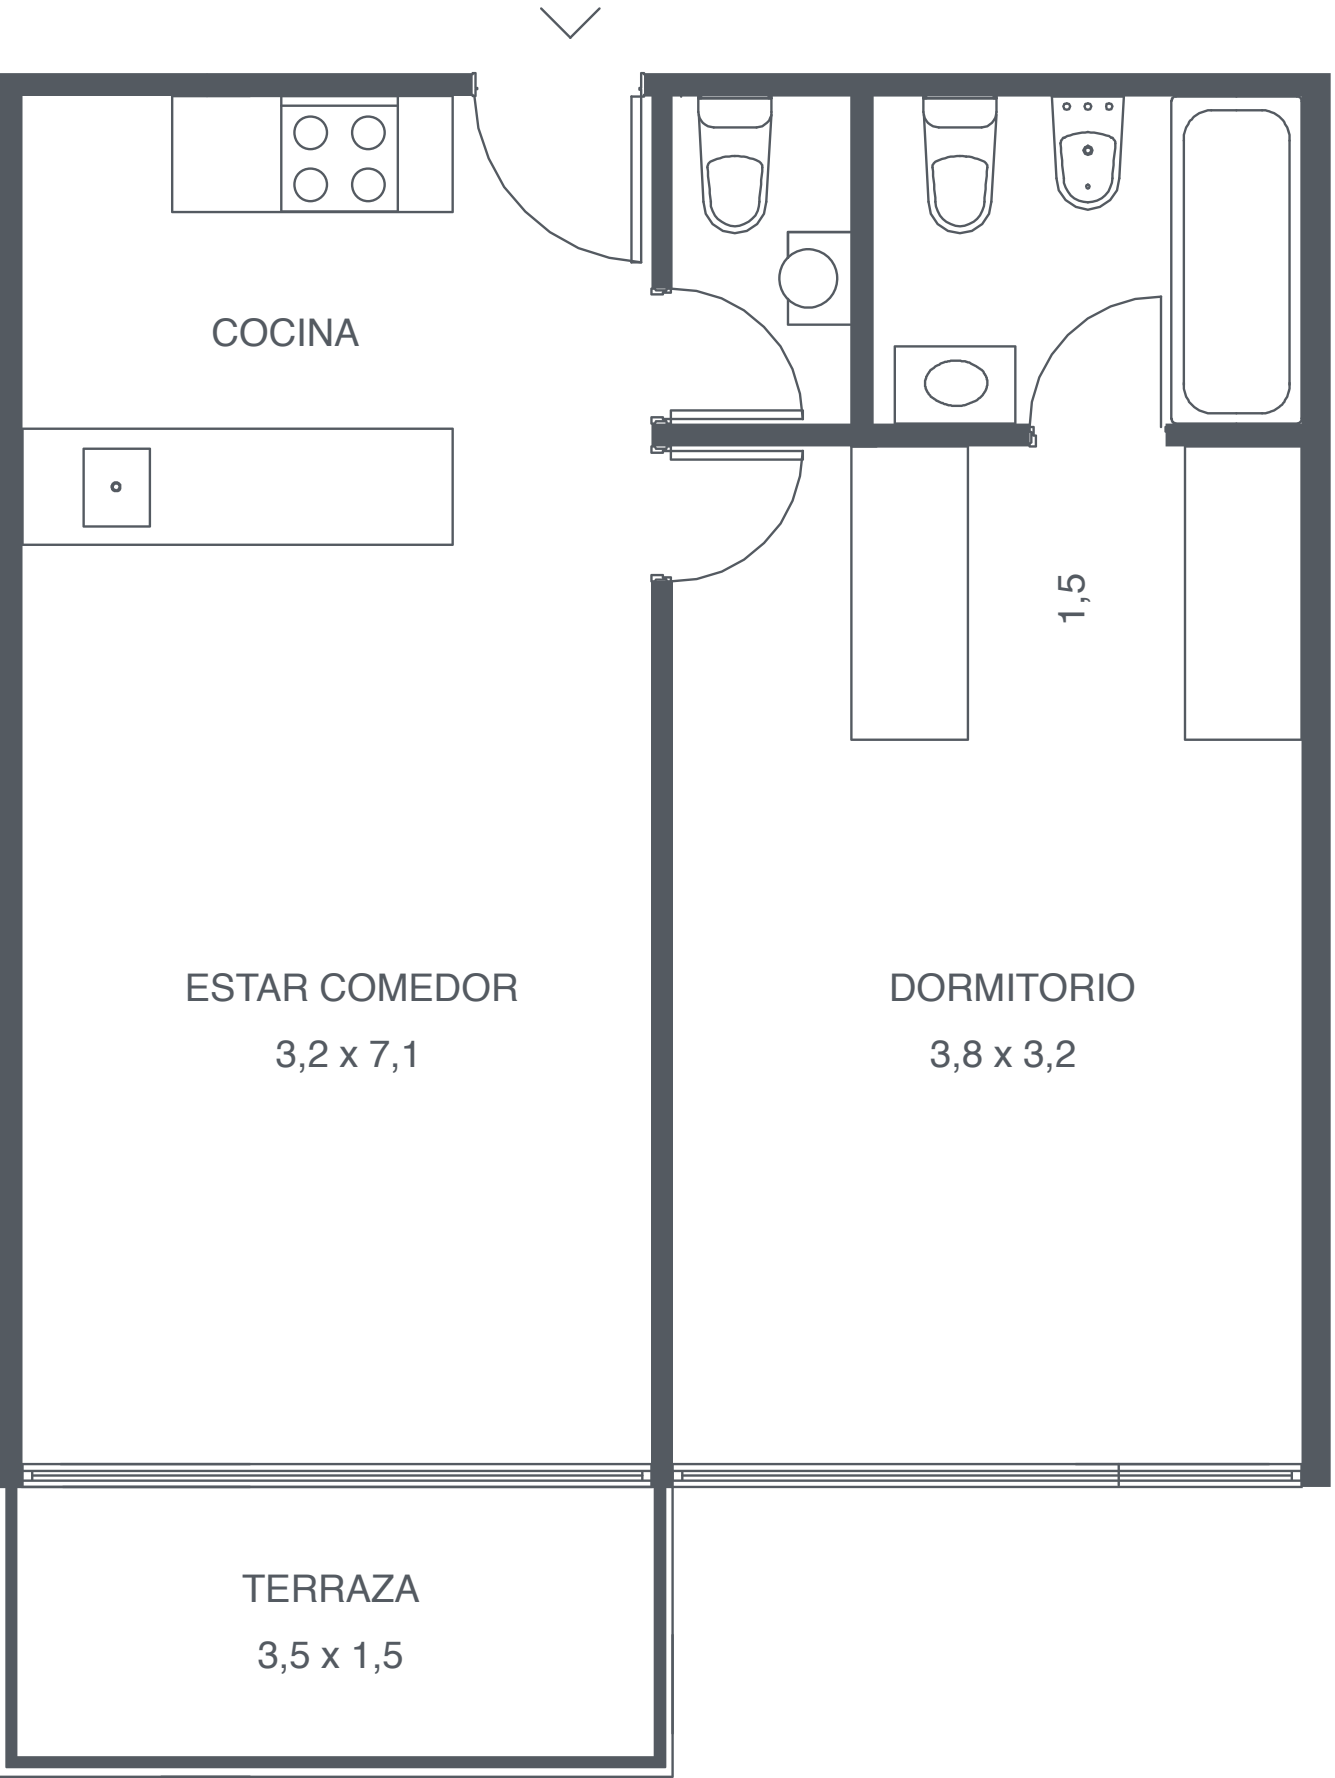 COCINA
1,5
ESTAR COMEDOR
3,2 x 7,1
DORMITORIO
3,8 x 3,2
TERRAZA
3,5 x 1,5